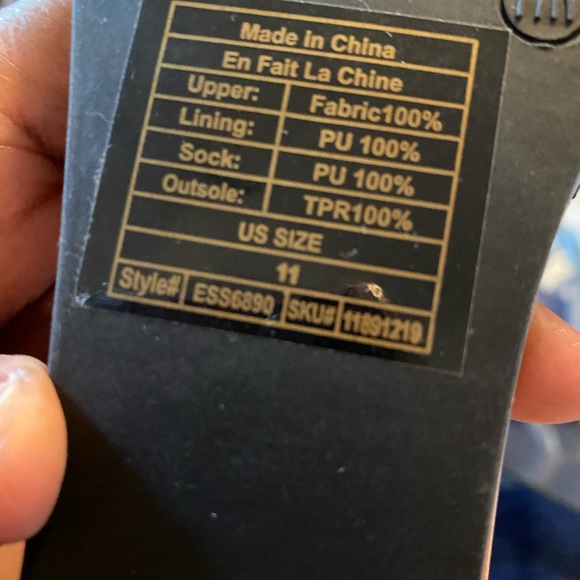 Made in China
En Fait La Chine
Upper: Fabric100%
Lining: PU 100%
Sock: PU 100%
Outsole: TPR100%
US SIZE
11
Style# ESS6890 SKU# 11891219